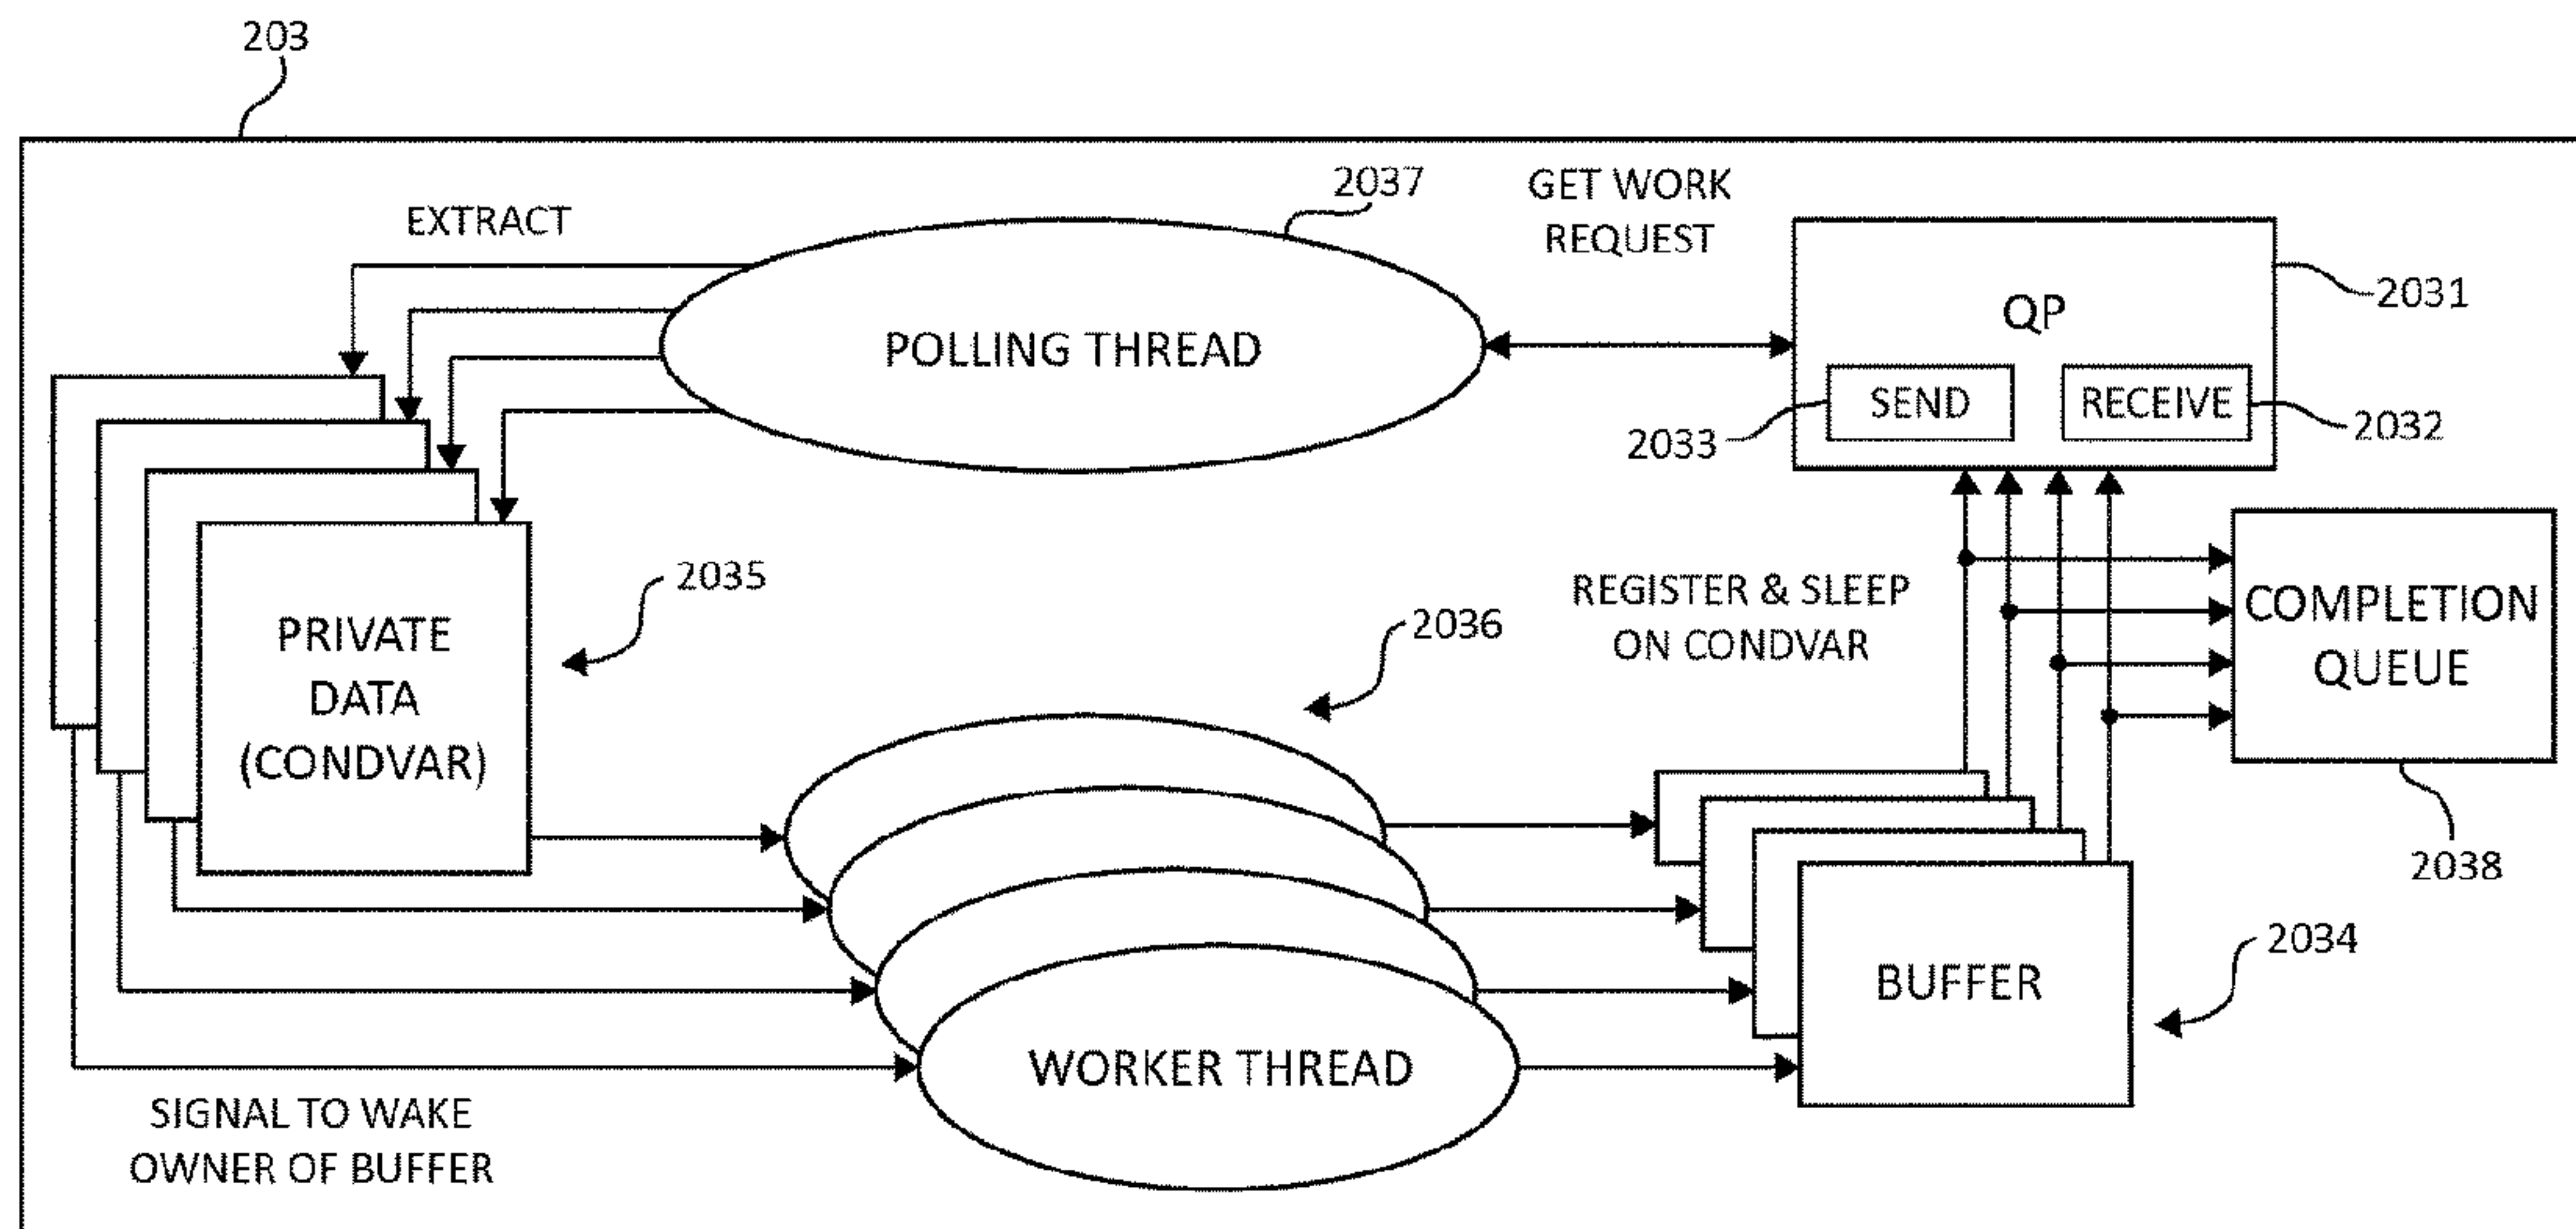 203
2037
GET WORK
REQUEST
EXTRACT
POLLING THREAD
QP
2031
SEND
RECEIVE
2033
2032
2035
PRIVATE
DATA
(CONDVAR)
2036
REGISTER & SLEEP
ON CONDVAR
COMPLETION
QUEUE
2038
2034
BUFFER
WORKER THREAD
SIGNAL TO WAKE
OWNER OF BUFFER